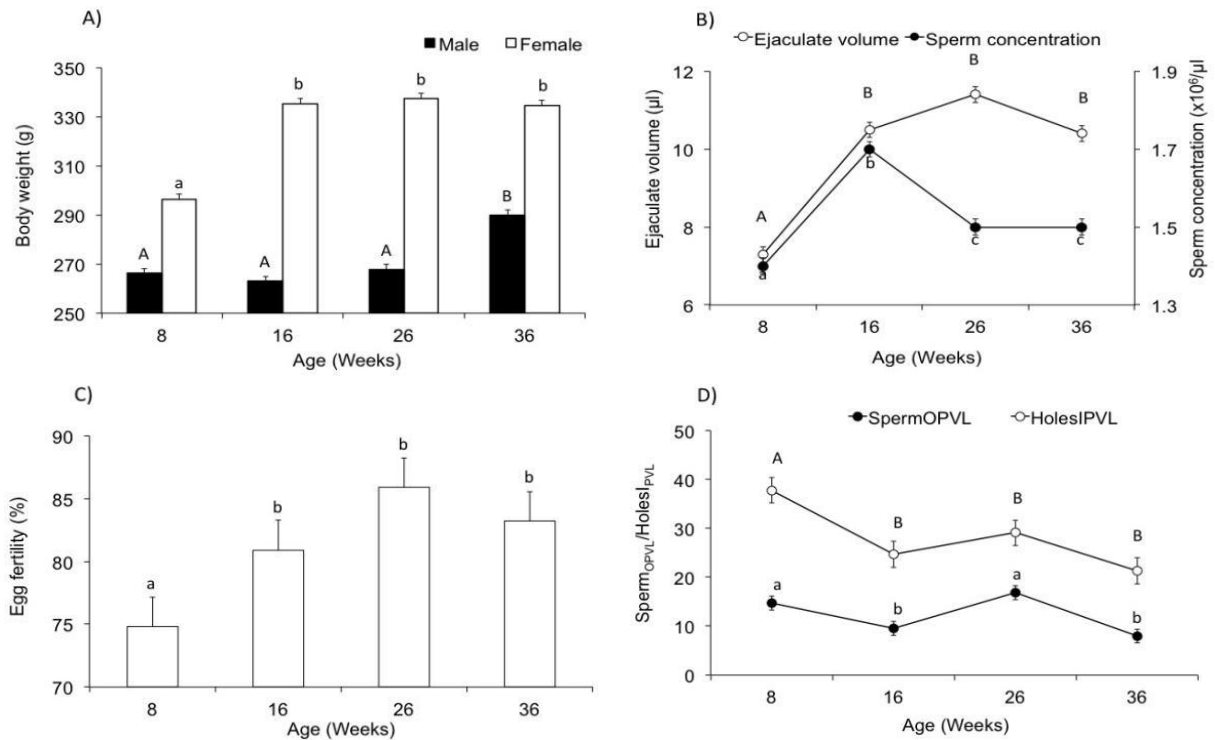 A)
Male Female
350
330
310
290
270
250
Body weight (g)
A a
A b
A b
B b
8 16 26 36
Age (Weeks)
B)
Ejaculate volume Sperm concentration
12
10
8
6
Ejaculate volume (µl)
1.9
1.7
1.5
1.3
Sperm concentration (x10⁶/µl)
A B B B
a b c c
8 16 26 36
Age (Weeks)
C)
90
85
80
75
70
Egg fertility (%)
a b b b
8 16 26 36
Age (Weeks)
D)
SpermOPVL HolesIPVL
50
40
30
20
10
0
Sperm_OPVL/HolesI_PVL
A B B B
a b a b
8 16 26 36
Age (Weeks)